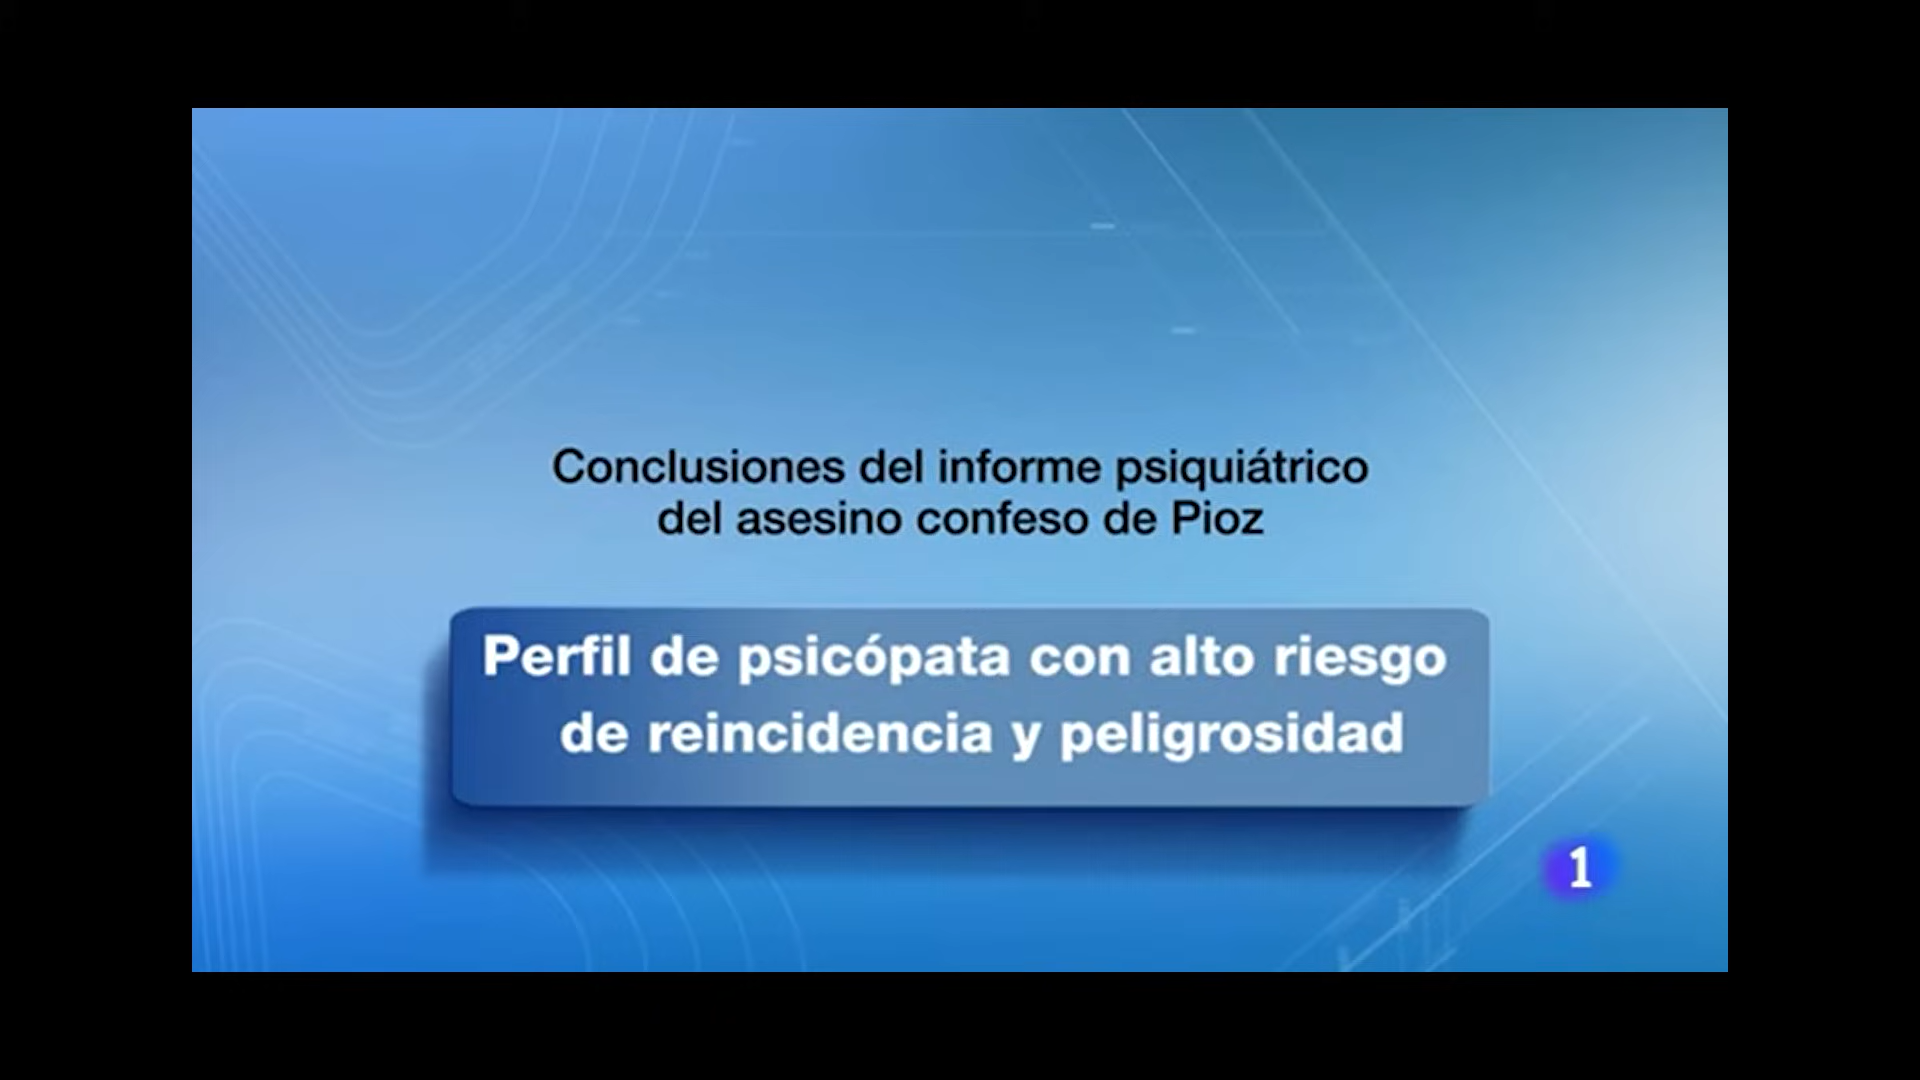 Conclusiones del informe psiquiátrico
del asesino confeso de Pioz
Perfil de psicópata con alto riesgo
de reincidencia y peligrosidad
1